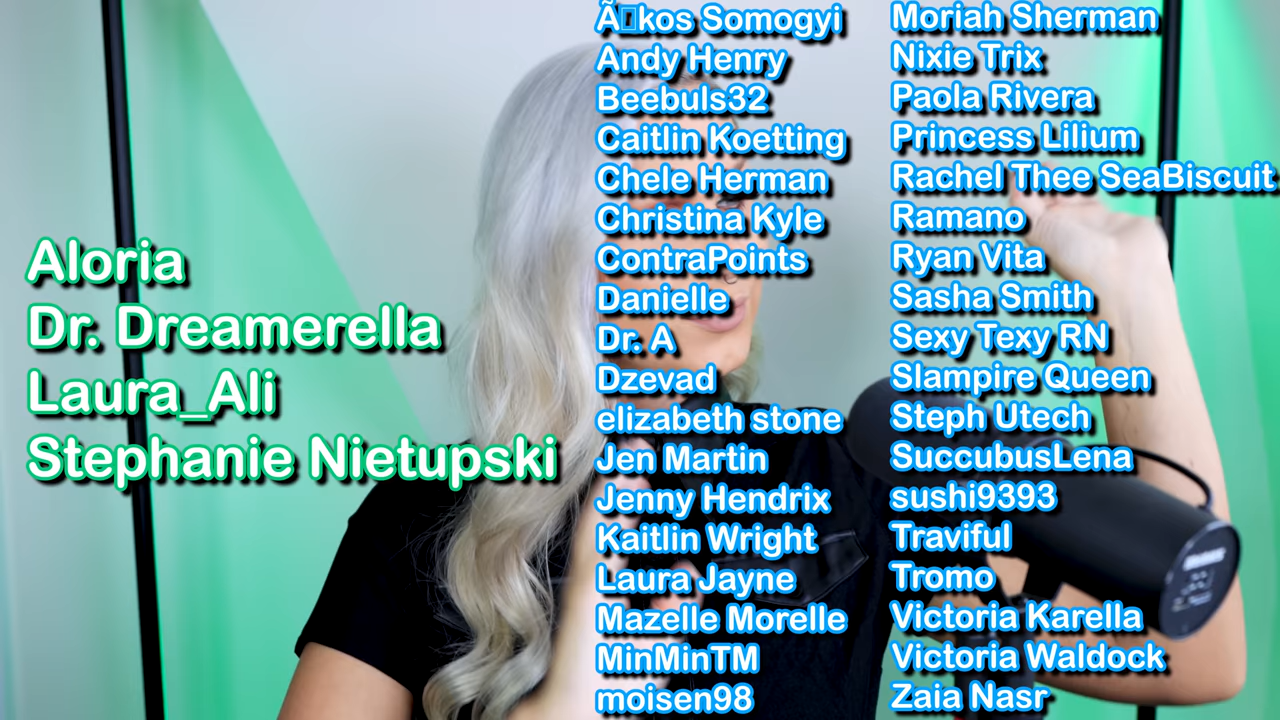 Aloria
Dr. Dreamerella
Laura_Ali
Stephanie Nietupski
Ã▯kos Somogyi
Andy Henry
Beebuls32
Caitlin Koetting
Chele Herman
Christina Kyle
ContraPoints
Danielle
Dr. A
Dzevad
elizabeth stone
Jen Martin
Jenny Hendrix
Kaitlin Wright
Laura Jayne
Mazelle Morelle
MinMinTM
moisen98
Moriah Sherman
Nixie Trix
Paola Rivera
Princess Lilium
Rachel Thee SeaBiscuit
Ramano
Ryan Vita
Sasha Smith
Sexy Texy RN
Slampire Queen
Steph Utech
SuccubusLena
sushi9393
Traviful
Tromo
Victoria Karella
Victoria Waldock
Zaia Nasr